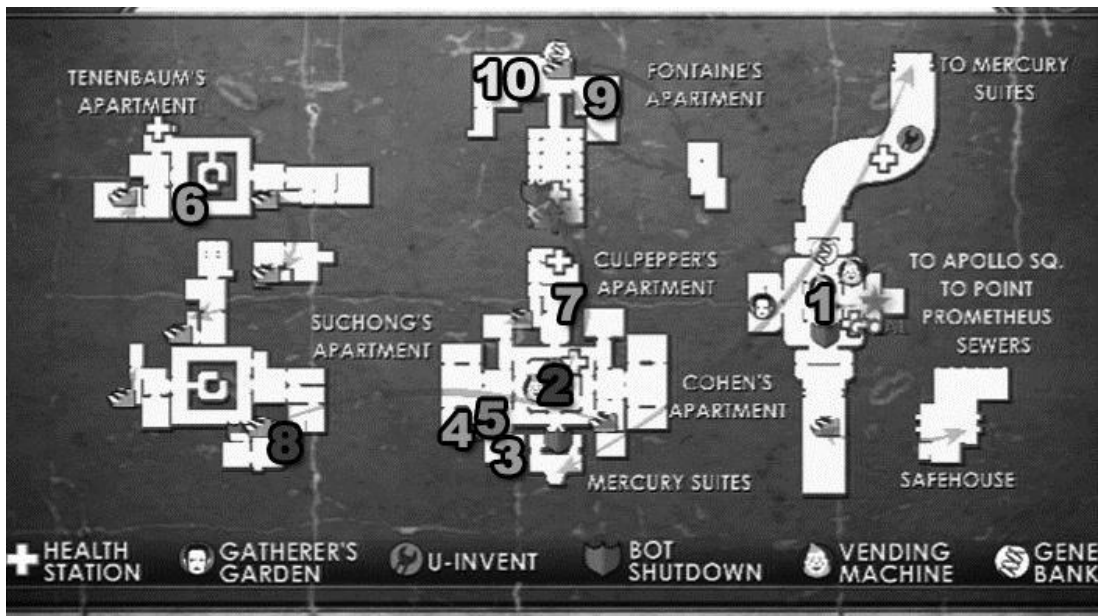 TENENBAUM'S
APARTMENT
10
9
FONTAINE'S
APARTMENT
TO MERCURY
SUITES
6
CULPEPPER'S
APARTMENT
7
1
TO APOLLO SQ.
TO POINT
PROMETHEUS
SEWERS
SUCHONG'S
APARTMENT
2
COHEN'S
APARTMENT
4
5
3
8
MERCURY SUITES
SAFEHOUSE
HEALTH
STATION
GATHERER'S
GARDEN
U-INVENT
BOT
SHUTDOWN
VENDING
MACHINE
GENE
BANK